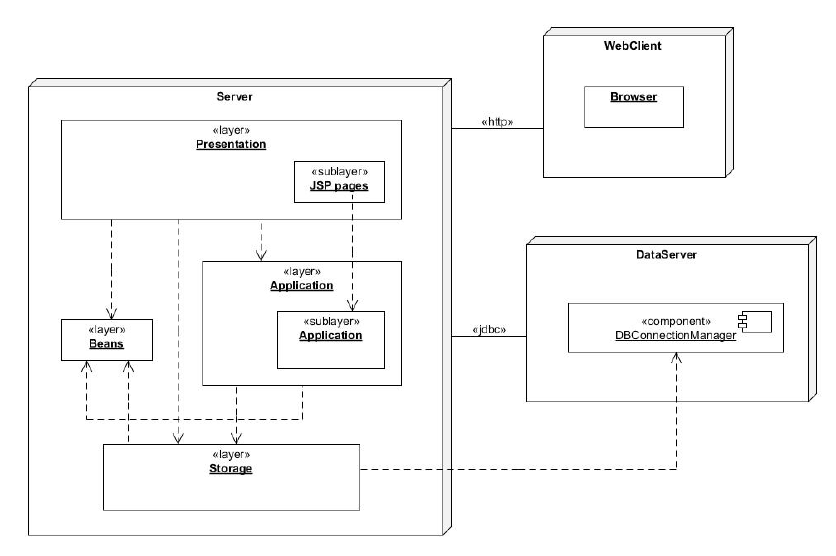 WebClient
Browser
Server
«layer»
Presentation
«sublayer»
JSP pages
«http»
DataServer
«layer»
Application
«sublayer»
Application
«layer»
Beans
«jdbc»
«component»
DBConnectionManager
«layer»
Storage